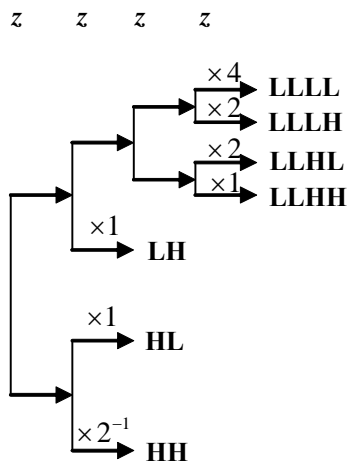 z z z z
×4 LLLL
×2 LLLH
×2 LLHL
×1 LLHH
×1 LH
×1 HL
×2⁻¹ HH